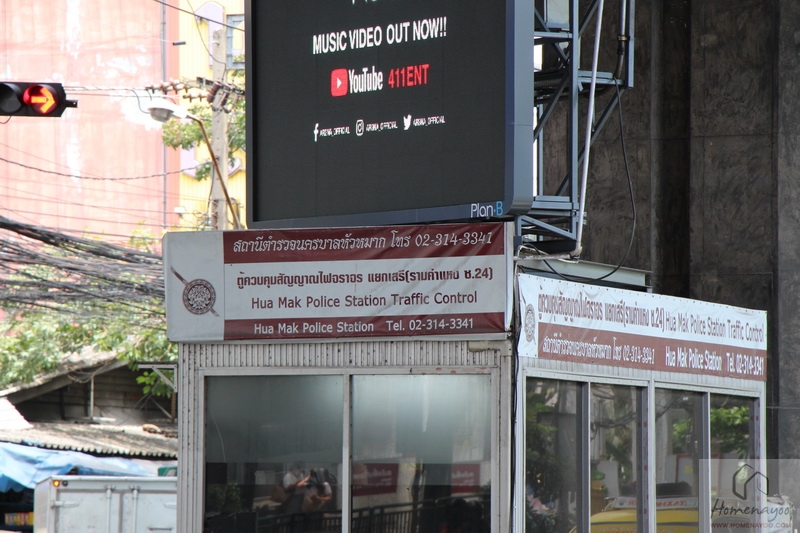 MUSIC VIDEO OUT NOW!!
YouTube 411ENT
Plan B
สถานีตำรวจนครบาลหัวหมาก โทร 02-314-3341
ตู้ควบคุมสัญญาณไฟจราจร แยกเสรี(รามคำแหง ซ.24)
Hua Mak Police Station Traffic Control
Hua Mak Police Station Tel. 02-314-3341
ตู้ควบคุมสัญญาณไฟจราจร แยกเสรี(รามคำแหง ซ.24) Hua Mak Police Station Traffic Control
สถานีตำรวจนครบาลหัวหมาก โทร 02-314-3341 Hua Mak Police Station Tel. 02-314-3341
Homenayoo
WWW.HOMENAYOO.COM